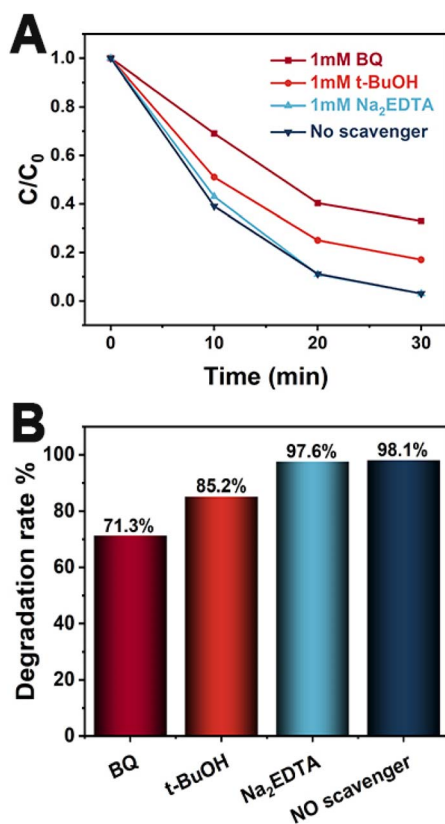 A
1mM BQ
1mM t-BuOH
1mM Na₂EDTA
No scavenger
C/C₀
1.0
0.8
0.6
0.4
0.2
0.0
0 10 20 30
Time (min)
B
Degradation rate %
100
80
60
40
20
0
71.3%
85.2%
97.6%
98.1%
BQ
t-BuOH
Na₂EDTA
NO scavenger